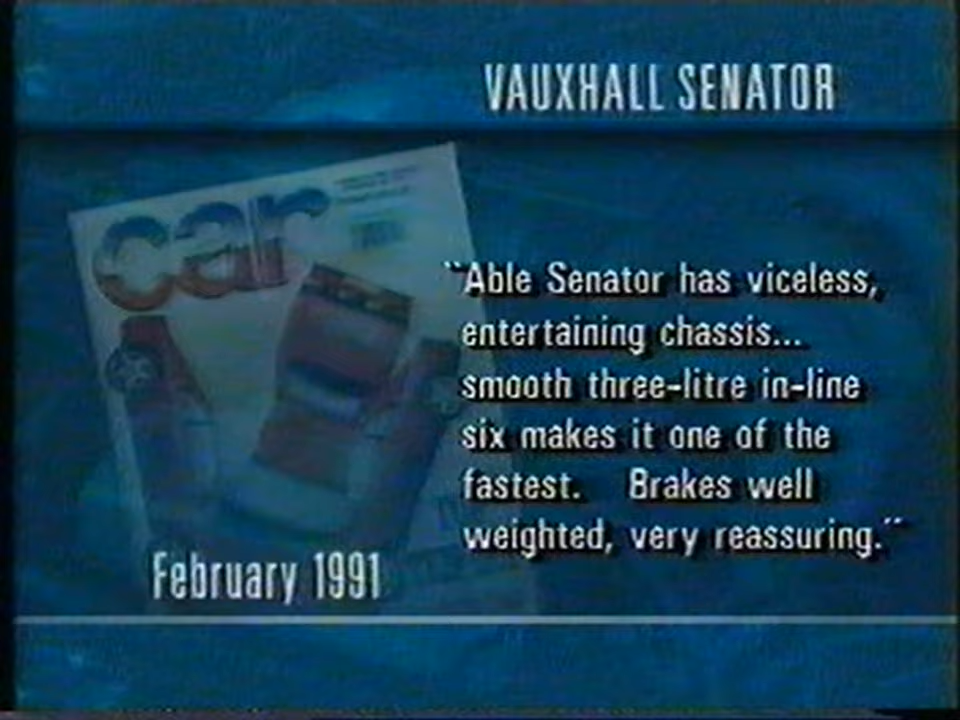 VAUXHALL SENATOR
car
"Able Senator has viceless,
entertaining chassis...
smooth three-litre in-line
six makes it one of the
fastest. Brakes well
weighted, very reassuring."
February 1991